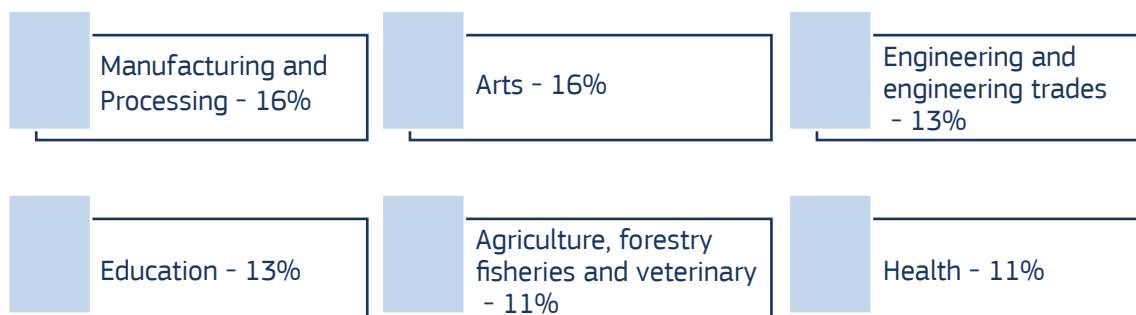 Manufacturing and
Processing - 16%
Arts - 16%
Engineering and
engineering trades
- 13%
Education - 13%
Agriculture, forestry
fisheries and veterinary
- 11%
Health - 11%